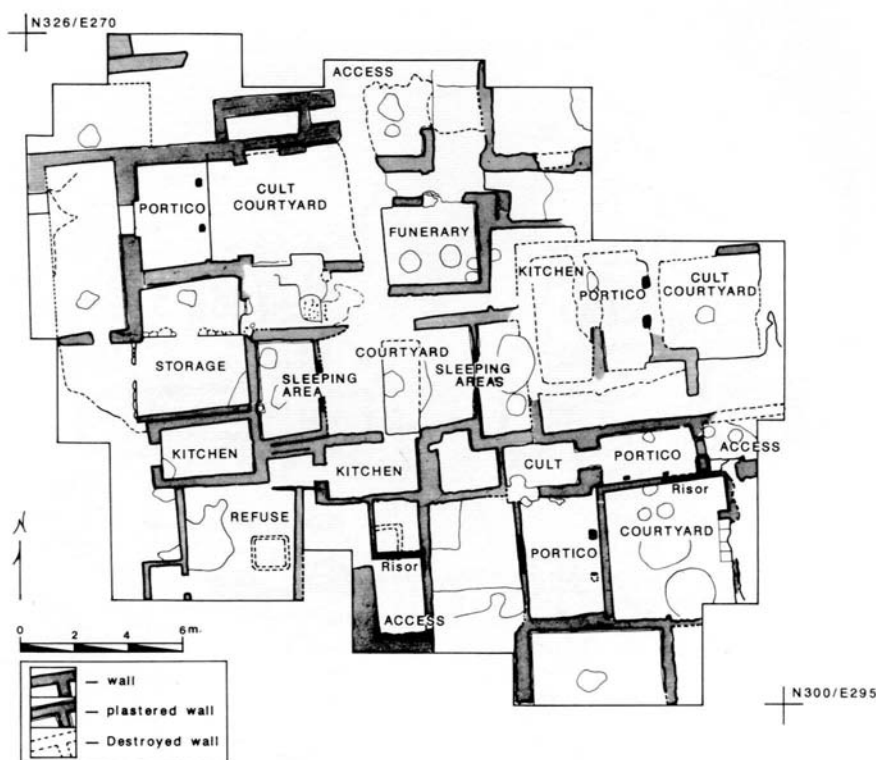 N326/E270
ACCESS
PORTICO
CULT
COURTYARD
FUNERARY
KITCHEN
PORTICO
CULT
COURTYARD
STORAGE
SLEEPING
AREA
COURTYARD
SLEEPING
AREAS
KITCHEN
KITCHEN
CULT
PORTICO
ACCESS
REFUSE
Risor
COURTYARD
PORTICO
Risor
ACCESS
N
0 2 4 6 m.
— wall
— plastered wall
— Destroyed wall
N300/E295